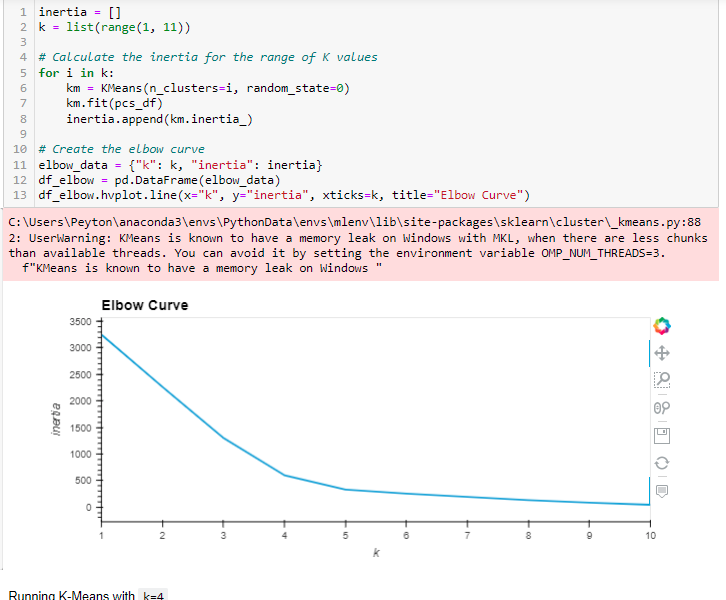 1 inertia = []
2 k = list(range(1, 11))
3
4 # Calculate the inertia for the range of K values
5 for i in k:
6 km = KMeans(n_clusters=i, random_state=0)
7 km.fit(pcs_df)
8 inertia.append(km.inertia_)
9
10 # Create the elbow curve
11 elbow_data = {"k": k, "inertia": inertia}
12 df_elbow = pd.DataFrame(elbow_data)
13 df_elbow.hvplot.line(x="k", y="inertia", xticks=k, title="Elbow Curve")
C:\Users\Peyton\anaconda3\envs\PythonData\envs\mlenv\lib\site-packages\sklearn\cluster\_kmeans.py:88
2: UserWarning: KMeans is known to have a memory leak on Windows with MKL, when there are less chunks
than available threads. You can avoid it by setting the environment variable OMP_NUM_THREADS=3.
f"KMeans is known to have a memory leak on Windows "
Elbow Curve
3500
3000
2500
2000
1500
1000
500
0
inertia
1 2 3 4 5 6 7 8 9 10
k
Running K-Means with k=4